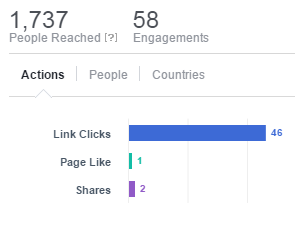 1,737 58
People Reached [?] Engagements
Actions People Countries
Link Clicks 46
Page Like 1
Shares 2